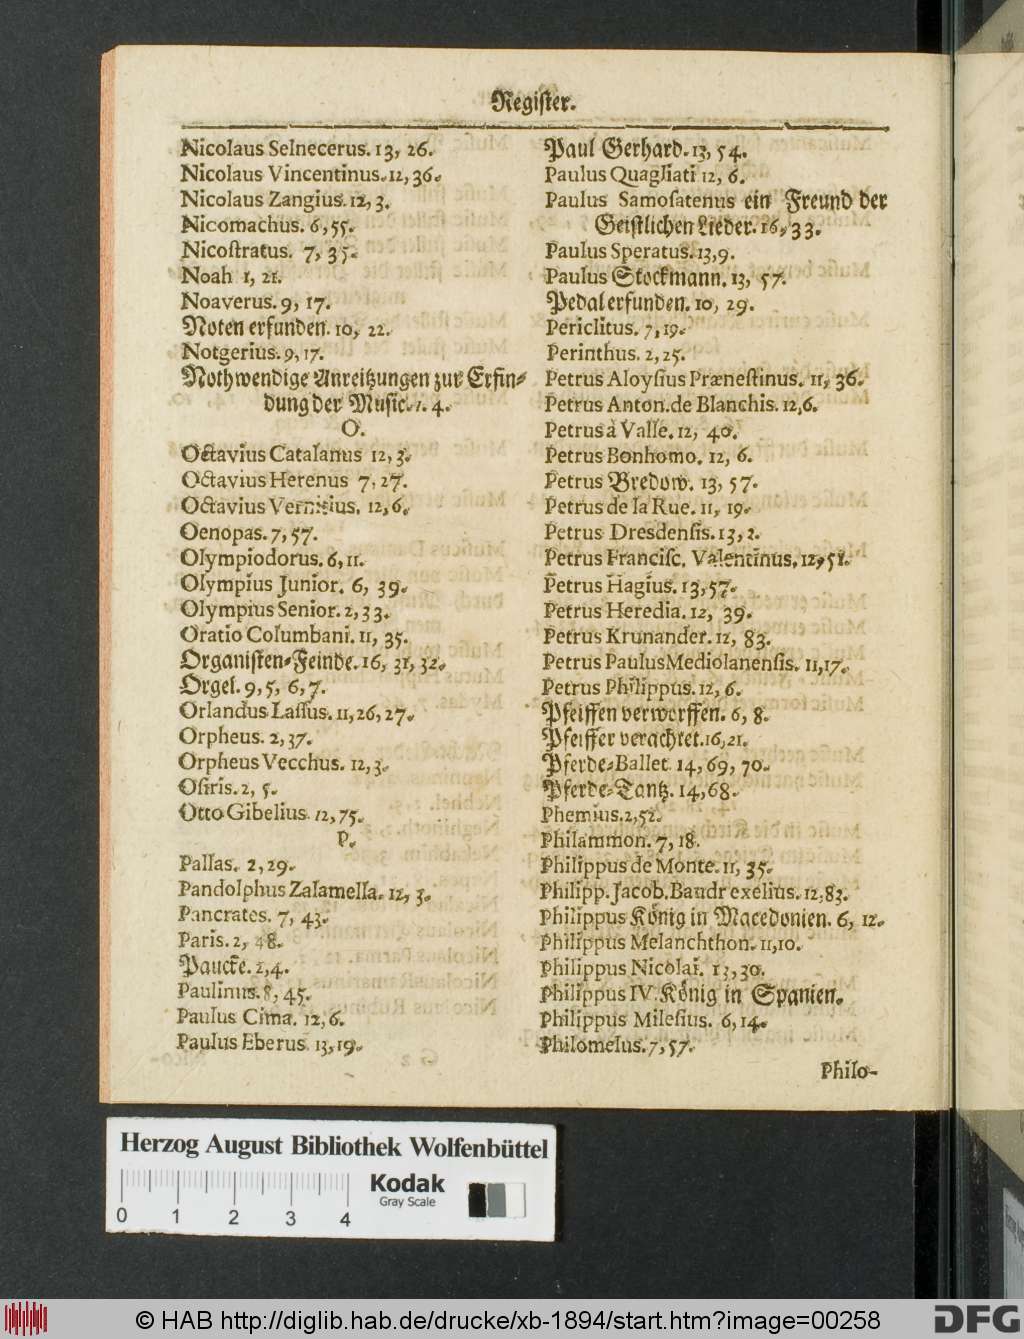 Regiſter.
Nicolaus Selnecerus. 13, 26.
Nicolaus Vincentinus. 12, 36.
Nicolaus Zangius. 12, 3.
Nicomachus. 6, 55.
Nicoſtratus. 7, 35.
Noah 1, 21.
Noaverus. 9, 17.
Noten erfunden. 10, 22.
Notgerius. 9, 17.
Nothwendige Anreitzungen zur Erfin⸗
dung der Music. 1. 4.
O.
Octavius Catalanus 12, 3.
Octavius Herenus 7, 27.
Octavius 12, 6.
Oenopas. 7, 57.
Olympiodorus. 6, 11.
Olympius Junior. 6, 39.
Olympius Senior. 2, 33.
Oratio Columbani. 11, 35.
Organiſten⸗Feinde. 16, 31, 32.
Orgel. 9, 5, 6, 7.
Orlandus Laſſus. 11, 26, 27.
Orpheus. 2, 37.
Orpheus Vecchus. 12, 3.
Oſiris. 2, 5.
Otto Gibelius. 12, 75.
P.
Pallas. 2, 29.
Pandolphus Zalamella. 12, 3.
Pancrates. 7, 43.
Paris. 2, 48.
Paucke. 2, 4.
Paulinus. 8, 45.
Paulus Cima. 12, 6.
Paulus Eberus 13, 19.
Paul Gerhard. 13, 54.
Paulus Quagliati 12, 6.
Paulus Samoſatenus ein Freund der
Geiſtlichen Lieder. 16, 33.
Paulus Speratus. 13, 9.
Paulus Stockmann. 13, 57.
Pedal erfunden. 10, 29.
Periclitus. 7, 19.
Perinthus. 2, 25.
Petrus Aloyſius Præneſtinus. 11, 36.
Petrus Anton. de Blanchis. 12, 6.
Petrus à Valle. 12, 40.
Petrus Bonhomo. 12, 6.
Petrus Bredow. 13, 57.
Petrus de la Rue. 11, 19.
Petrus Dresdenſis. 13, 2.
Petrus Franciſc. Valentinus. 12, 51.
Petrus Hagius. 13, 57.
Petrus Heredia. 12, 39.
Petrus Krunander. 12, 83.
Petrus Paulus Mediolanenſis. 11, 17.
Petrus Philippus. 12, 6.
Pfeiffen verworffen. 6, 8.
Pfeiffer verachtet. 16, 21.
Pferde⸗Ballet 14, 69, 70.
Pferde⸗Tantz. 14, 68.
Phemius. 2, 52.
Philammon. 7, 18.
Philippus de Monte. 11, 35.
Philipp. Jacob. Baudrexelius. 12, 83.
Philippus König in Macedonien. 6, 12.
Philippus Melanchthon. 11, 10.
Philippus Nicolai. 13, 30.
Philippus IV. König in Spanien.
Philippus Mileſius. 6, 14.
Philomelus. 7, 57.
Philo-
Herzog August Bibliothek Wolfenbüttel
Kodak
Gray Scale
0 1 2 3 4
© HAB http://diglib.hab.de/drucke/xb-1894/start.htm?image=00258
DFG